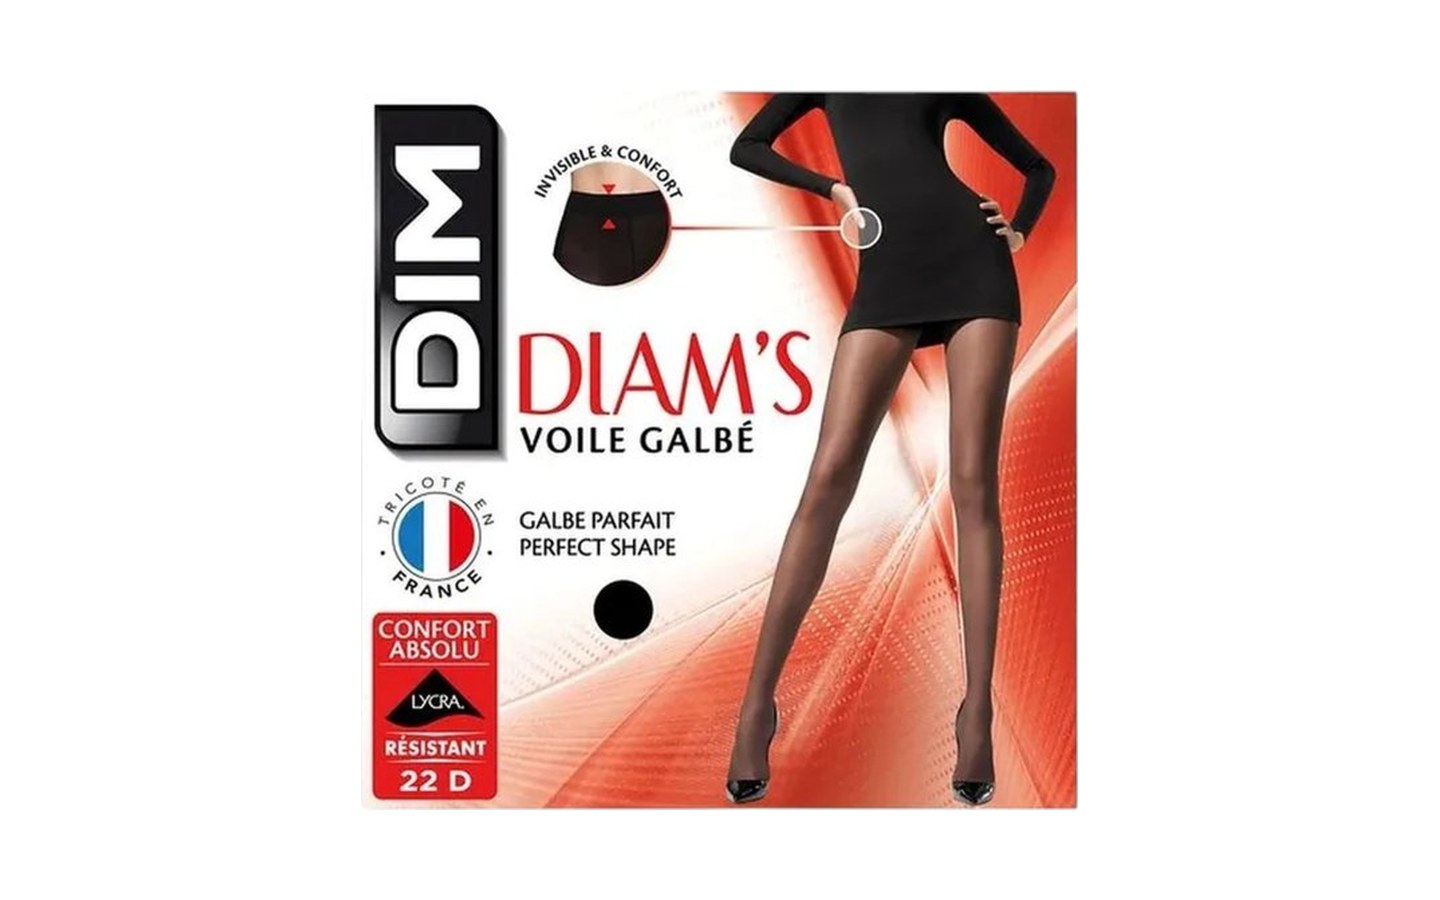 DIM
INVISIBLE & CONFORT
DIAM'S
VOILE GALBÉ
GALBE PARFAIT
PERFECT SHAPE
· TRICOTÉ EN ·
FRANCE
CONFORT
ABSOLU
LYCRA.
RÉSISTANT
22 D